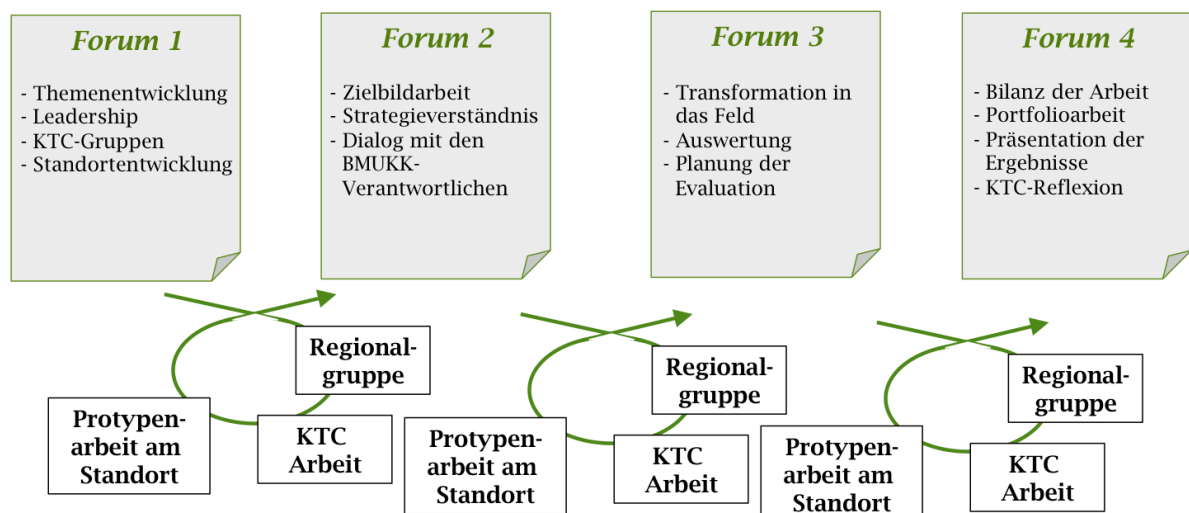 Forum 1
- Themenentwicklung
- Leadership
- KTC-Gruppen
- Standortentwicklung
Forum 2
- Zielbildarbeit
- Strategieverständnis
- Dialog mit den
BMUKK-
Verantwortlichen
Forum 3
- Transformation in
das Feld
- Auswertung
- Planung der
Evaluation
Forum 4
- Bilanz der Arbeit
- Portfolioarbeit
- Präsentation der
Ergebnisse
- KTC-Reflexion
Regional-
gruppe
KTC
Arbeit
Protypen-
arbeit am
Standort
Regional-
gruppe
KTC
Arbeit
Protypen-
arbeit am
Standort
Regional-
gruppe
KTC
Arbeit
Protypen-
arbeit am
Standort